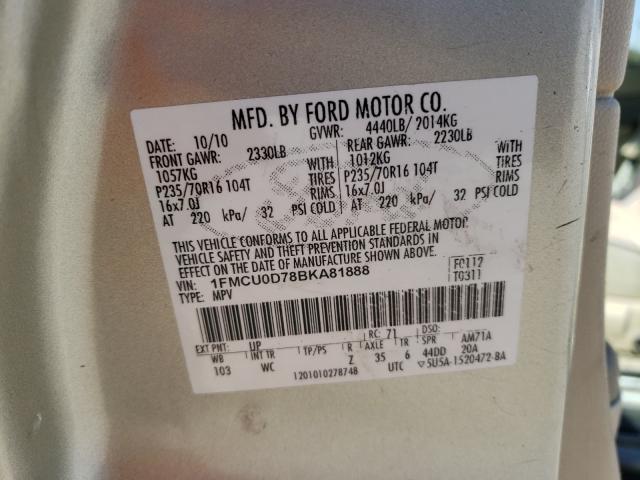 MFD. BY FORD MOTOR CO.
DATE: 10/10 GVWR: 4440LB/ 2014KG
FRONT GAWR: 2330LB REAR GAWR: 2230LB
1057KG WITH 1012KG WITH
P235/70R16 104T TIRES P235/70R16 104T TIRES
16x7.0J RIMS 16x7.0J RIMS
AT 220 kPa/ 32 PSI COLD AT 220 kPa/ 32 PSI COLD
THIS VEHICLE CONFORMS TO ALL APPLICABLE FEDERAL MOTOR
VEHICLE SAFETY AND THEFT PREVENTION STANDARDS IN
EFFECT ON THE DATE OF MANUFACTURE SHOWN ABOVE.
VIN: 1FMCU0D78BKA81888 F0112
TYPE: MPV T0311
EXT PNT: UP RC: 71 DSO:
WB INT TR TP/PS R AXLE TR SPR AM71A
103 WC Z 35 6 44DD 20A
1201010278748 UTC ▽5U5A-1520472-BA